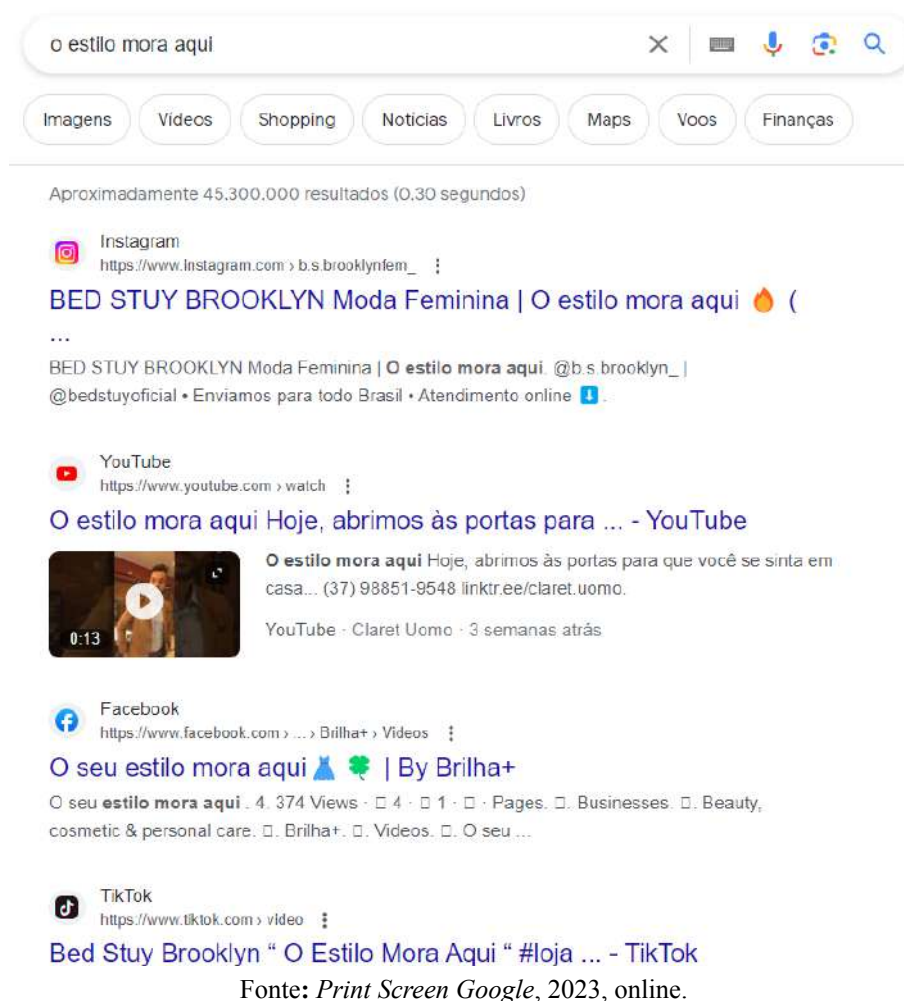 o estilo mora aqui
Imagens Vídeos Shopping Notícias Livros Maps Voos Finanças
Aproximadamente 45.300.000 resultados (0,30 segundos)
Instagram
https://www.instagram.com › b.s.brooklynfem_
BED STUY BROOKLYN Moda Feminina | O estilo mora aqui 🔥 (
...
BED STUY BROOKLYN Moda Feminina | O estilo mora aqui. @b.s.brooklyn_ |
@bedstuyoficial • Enviamos para todo Brasil • Atendimento online ⬇️ .
YouTube
https://www.youtube.com › watch
O estilo mora aqui Hoje, abrimos às portas para ... - YouTube
O estilo mora aqui Hoje, abrimos às portas para que você se sinta em
casa... (37) 98851-9548 linktr.ee/claret.uomo.
0:13
YouTube · Claret Uomo · 3 semanas atrás
Facebook
https://www.facebook.com › ... › Brilha+ › Videos
O seu estilo mora aqui 👗 🍀 | By Brilha+
O seu estilo mora aqui . 4. 374 Views · □ 4 · □ 1 · □ · Pages. □. Businesses. □. Beauty,
cosmetic & personal care. □. Brilha+. □. Videos. □. O seu ...
TikTok
https://www.tiktok.com › video
Bed Stuy Brooklyn “ O Estilo Mora Aqui “ #loja ... - TikTok
Fonte: Print Screen Google, 2023, online.